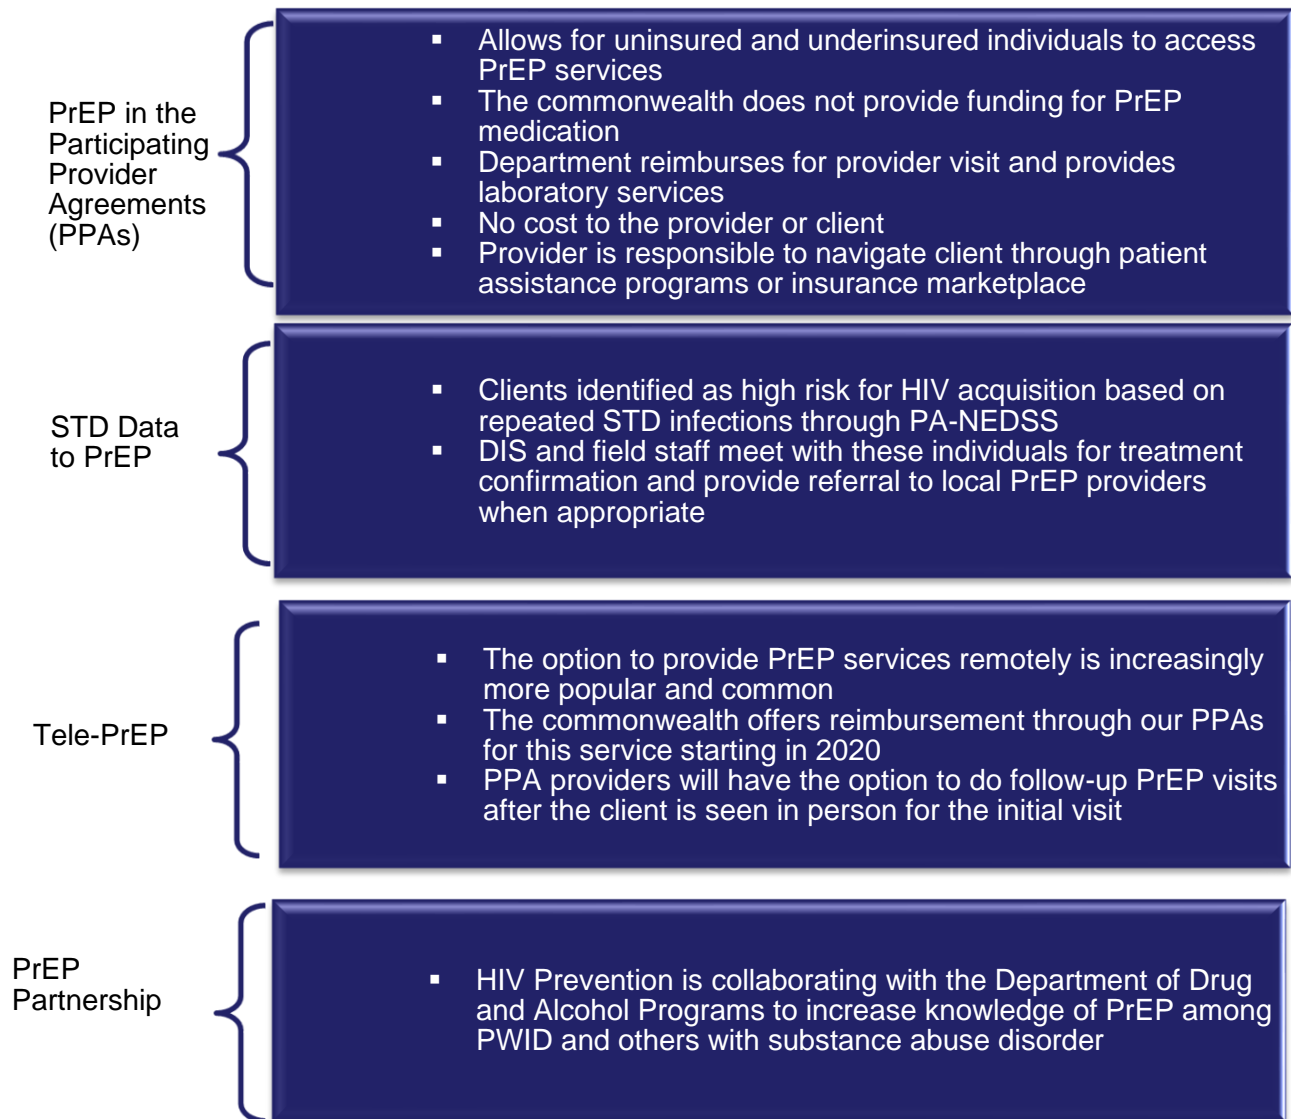 PrEP in the
Participating
Provider
Agreements
(PPAs)
▪ Allows for uninsured and underinsured individuals to access
PrEP services
▪ The commonwealth does not provide funding for PrEP
medication
▪ Department reimburses for provider visit and provides
laboratory services
▪ No cost to the provider or client
▪ Provider is responsible to navigate client through patient
assistance programs or insurance marketplace
STD Data
to PrEP
▪ Clients identified as high risk for HIV acquisition based on
repeated STD infections through PA-NEDSS
▪ DIS and field staff meet with these individuals for treatment
confirmation and provide referral to local PrEP providers
when appropriate
Tele-PrEP
▪ The option to provide PrEP services remotely is increasingly
more popular and common
▪ The commonwealth offers reimbursement through our PPAs
for this service starting in 2020
▪ PPA providers will have the option to do follow-up PrEP visits
after the client is seen in person for the initial visit
PrEP
Partnership
▪ HIV Prevention is collaborating with the Department of Drug
and Alcohol Programs to increase knowledge of PrEP among
PWID and others with substance abuse disorder